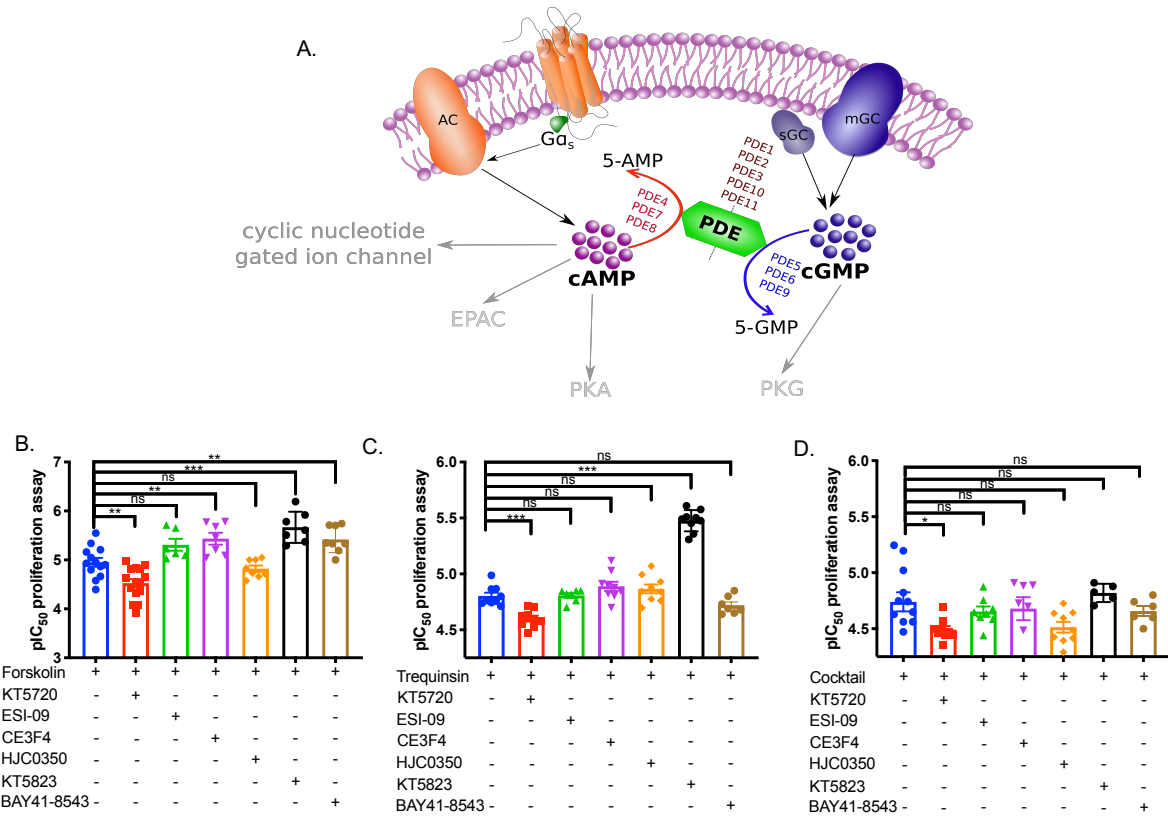 A.
AC
Gαs
sGC
mGC
5-AMP
PDE1
PDE2
PDE3
PDE10
PDE11
PDE4
PDE7
PDE8
PDE
cyclic nucleotide
gated ion channel
cAMP
cGMP
PDE5
PDE6
PDE9
EPAC
5-GMP
PKA
PKG
B.
pIC50 proliferation assay
7
6
5
4
3
**
***
ns
**
ns
**
Forskolin + + + + + + +
KT5720 - + - - - - -
ESI-09 - - + - - - -
CE3F4 - - - + - - -
HJC0350 - - - - + - -
KT5823 - - - - - + -
BAY41-8543 - - - - - - +
C.
pIC50 proliferation assay
6.0
5.5
5.0
4.5
ns
***
ns
ns
ns
***
Trequinsin + + + + + + +
KT5720 - + - - - - -
ESI-09 - - + - - - -
CE3F4 - - - + - - -
HJC0350 - - - - + - -
KT5823 - - - - - + -
BAY41-8543 - - - - - - +
D.
pIC50 proliferation assay
6.0
5.5
5.0
4.5
ns
ns
ns
ns
ns
*
Cocktail + + + + + + +
KT5720 - + - - - - -
ESI-09 - - + - - - -
CE3F4 - - - + - - -
HJC0350 - - - - + - -
KT5823 - - - - - + -
BAY41-8543 - - - - - - +